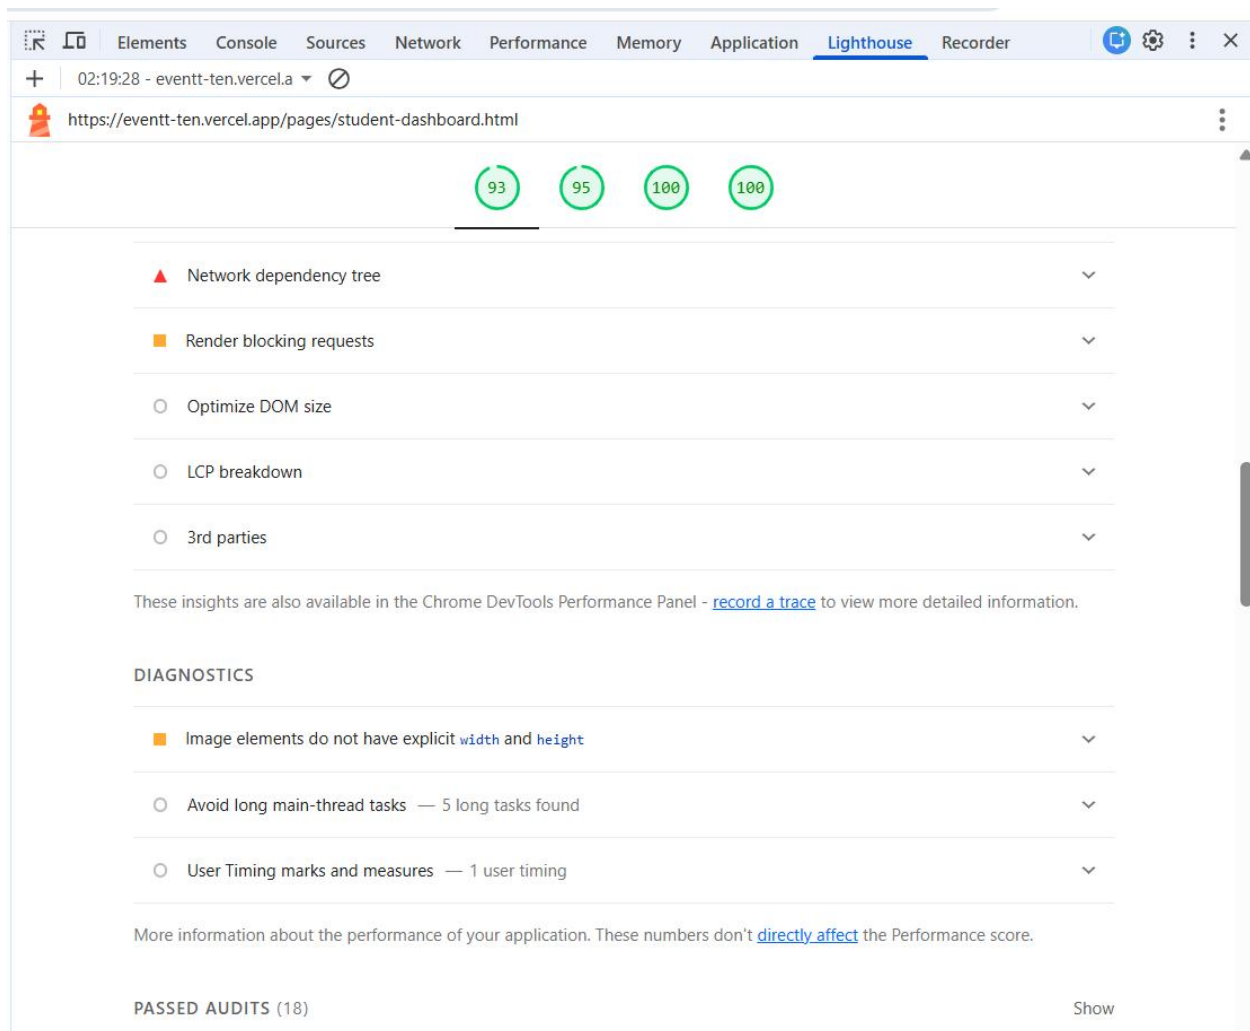 Elements Console Sources Network Performance Memory Application Lighthouse Recorder
02:19:28 - eventt-ten.vercel.a
https://eventt-ten.vercel.app/pages/student-dashboard.html
93 95 100 100
Network dependency tree
Render blocking requests
Optimize DOM size
LCP breakdown
3rd parties
These insights are also available in the Chrome DevTools Performance Panel - record a trace to view more detailed information.
DIAGNOSTICS
Image elements do not have explicit width and height
Avoid long main-thread tasks — 5 long tasks found
User Timing marks and measures — 1 user timing
More information about the performance of your application. These numbers don't directly affect the Performance score.
PASSED AUDITS (18) Show